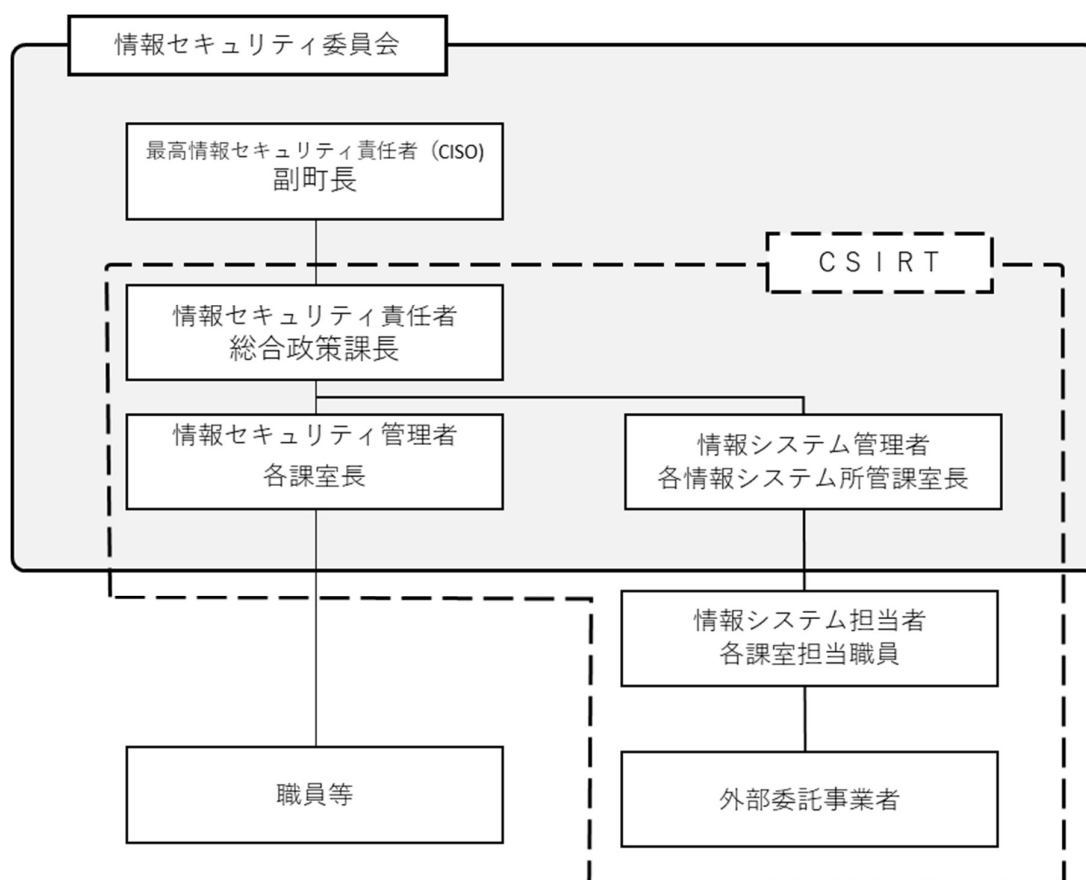 情報セキュリティ委員会
最高情報セキュリティ責任者（CISO)
副町長
ＣＳＩＲＴ
情報セキュリティ責任者
総合政策課長
情報セキュリティ管理者
各課室長
情報システム管理者
各情報システム所管課室長
情報システム担当者
各課室担当職員
職員等
外部委託事業者